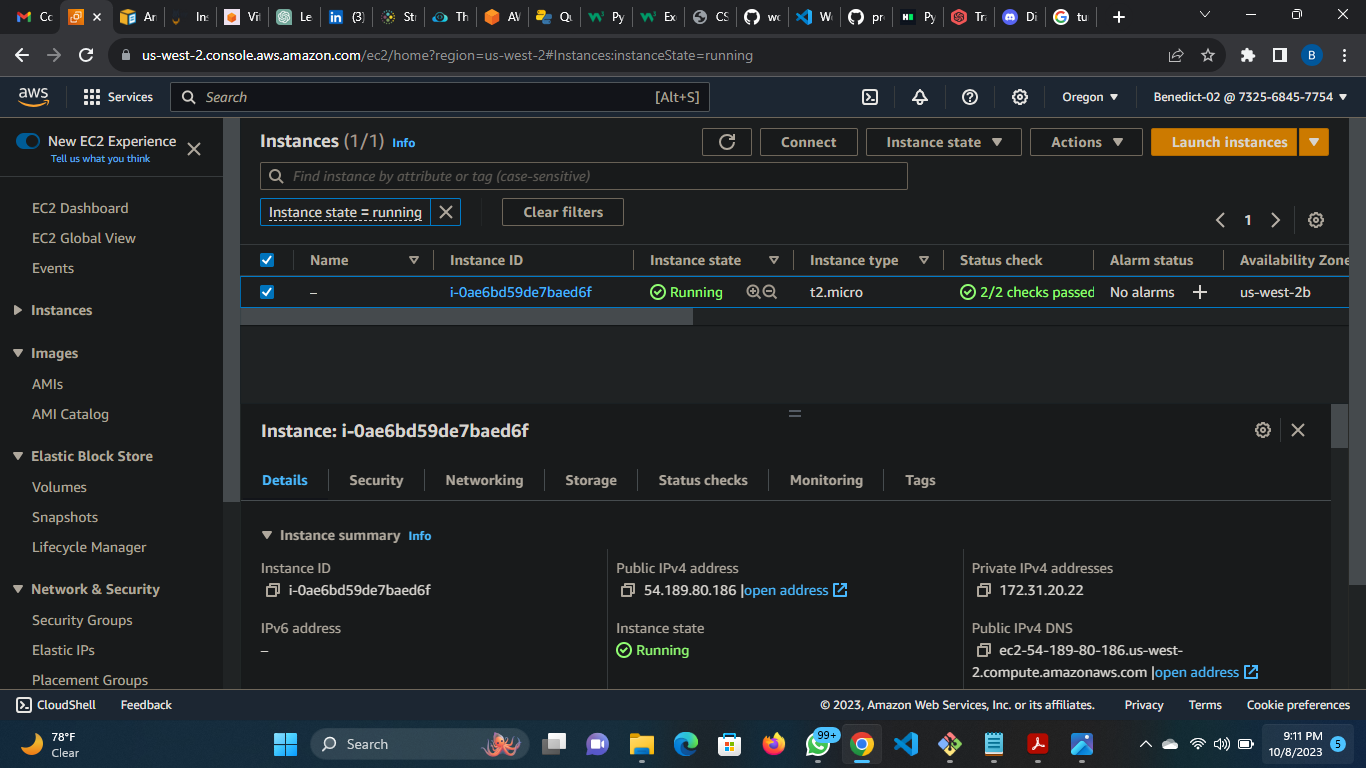 Co
Ar
In
Vit
Le
(3)
Str
Th
AV
Qu
Py
Exe
CS
wo
Wo
pro
Py
Tra
Di
tu
us-west-2.console.aws.amazon.com/ec2/home?region=us-west-2#Instances:instanceState=running
B
aws
Services
Search
[Alt+S]
Oregon
Benedict-02 @ 7325-6845-7754
New EC2 Experience
Tell us what you think
EC2 Dashboard
EC2 Global View
Events
Instances
Images
AMIs
AMI Catalog
Elastic Block Store
Volumes
Snapshots
Lifecycle Manager
Network & Security
Security Groups
Elastic IPs
Placement Groups
Instances (1/1) Info
Connect
Instance state
Actions
Launch instances
Find instance by attribute or tag (case-sensitive)
Instance state = running
Clear filters
1
Name Instance ID Instance state Instance type Status check Alarm status Availability Zone
– i-0ae6bd59de7baed6f Running t2.micro 2/2 checks passed No alarms + us-west-2b
Instance: i-0ae6bd59de7baed6f
Details Security Networking Storage Status checks Monitoring Tags
Instance summary Info
Instance ID
i-0ae6bd59de7baed6f
Public IPv4 address
54.189.80.186 |open address
Private IPv4 addresses
172.31.20.22
IPv6 address
–
Instance state
Running
Public IPv4 DNS
ec2-54-189-80-186.us-west-
2.compute.amazonaws.com |open address
CloudShell
Feedback
© 2023, Amazon Web Services, Inc. or its affiliates.
Privacy
Terms
Cookie preferences
78°F
Clear
Search
99+
9:11 PM
10/8/2023
5